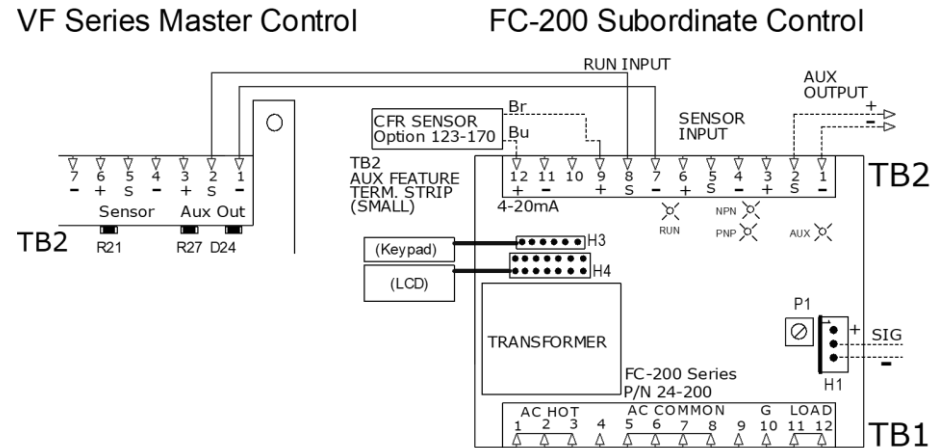 VF Series Master Control
FC-200 Subordinate Control
RUN INPUT
AUX
OUTPUT
+
-
CFR SENSOR
Option 123-170
Br
Bu
SENSOR
INPUT
7 6 5 4 3 2 1
- + S - + S -
Sensor Aux Out
TB2
R21 R27 D24
TB2
AUX FEATURE
TERM. STRIP
(SMALL)
12 11 10 9 8 7 6 5 4 3 2 1
+ - + S - + S - + S -
TB2
4-20mA
RUN
NPN
PNP
AUX
(Keypad)
H3
(LCD)
H4
TRANSFORMER
P1
+
SIG
-
H1
FC-200 Series
P/N 24-200
AC HOT AC COMMON G LOAD
1 2 3 4 5 6 7 8 9 10 11 12
TB1